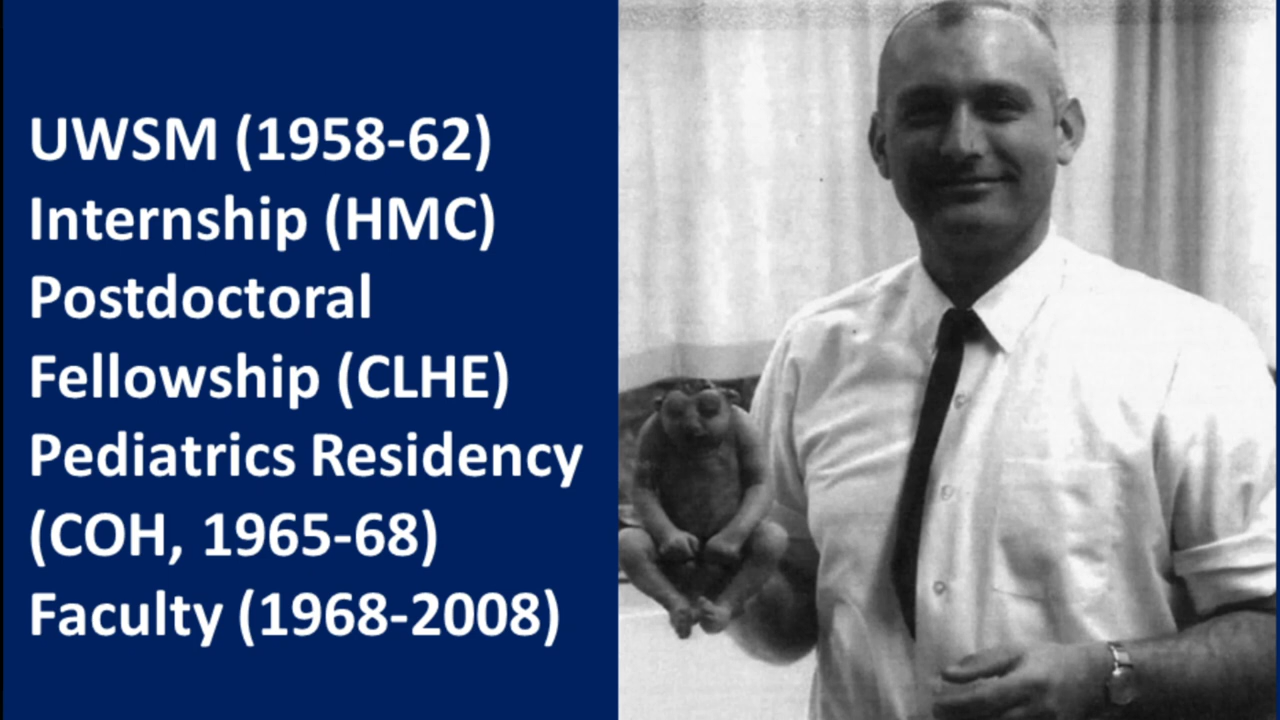 UWSM (1958-62)
Internship (HMC)
Postdoctoral
Fellowship (CLHE)
Pediatrics Residency
(COH, 1965-68)
Faculty (1968-2008)